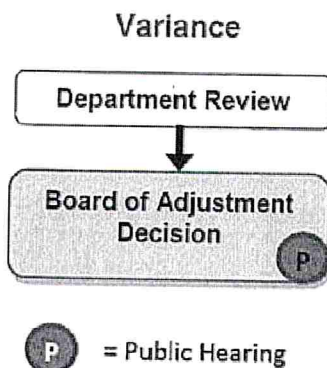 Variance
Department Review
Board of Adjustment
Decision
P
P = Public Hearing